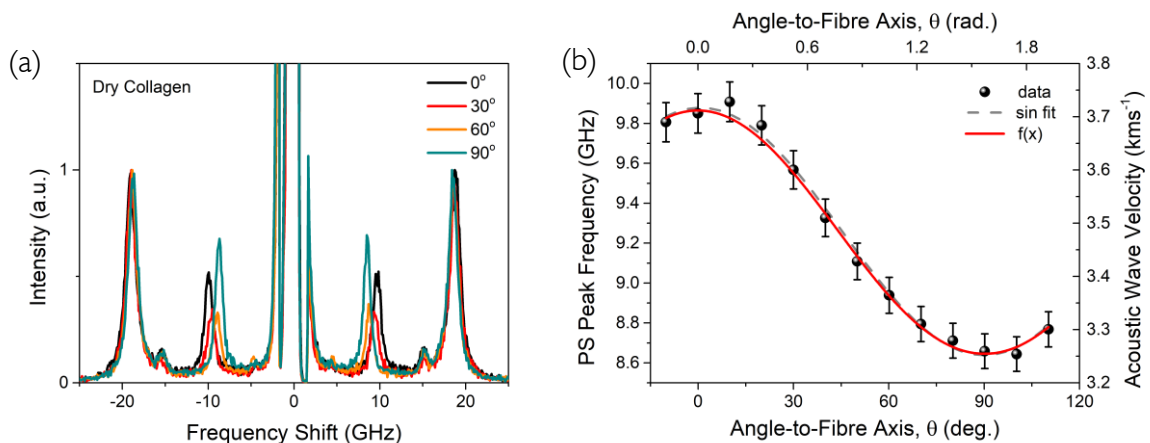 (a)
Dry Collagen
0°
30°
60°
90°
1
0
Intensity (a.u.)
-20 -10 0 10 20
Frequency Shift (GHz)
(b)
Angle-to-Fibre Axis, θ (rad.)
0.0 0.6 1.2 1.8
data
sin fit
f(x)
10.0
9.8
9.6
9.4
9.2
9.0
8.8
8.6
PS Peak Frequency (GHz)
3.8
3.7
3.6
3.5
3.4
3.3
3.2
Acoustic Wave Velocity (kms⁻¹)
0 30 60 90 120
Angle-to-Fibre Axis, θ (deg.)